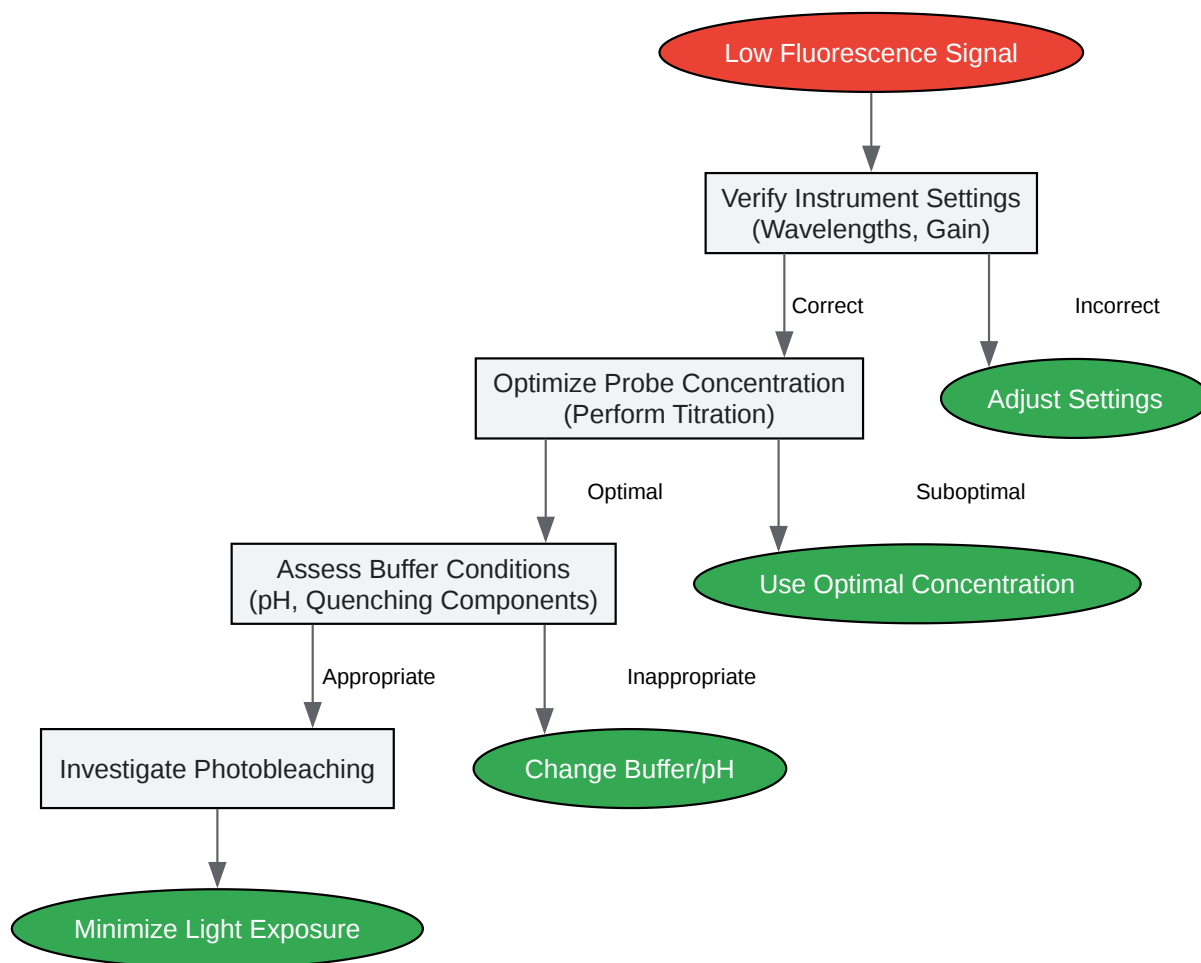 Low Fluorescence Signal
Verify Instrument Settings
(Wavelengths, Gain)
Correct
Incorrect
Optimize Probe Concentration
(Perform Titration)
Adjust Settings
Optimal
Suboptimal
Assess Buffer Conditions
(pH, Quenching Components)
Use Optimal Concentration
Appropriate
Inappropriate
Investigate Photobleaching
Change Buffer/pH
Minimize Light Exposure